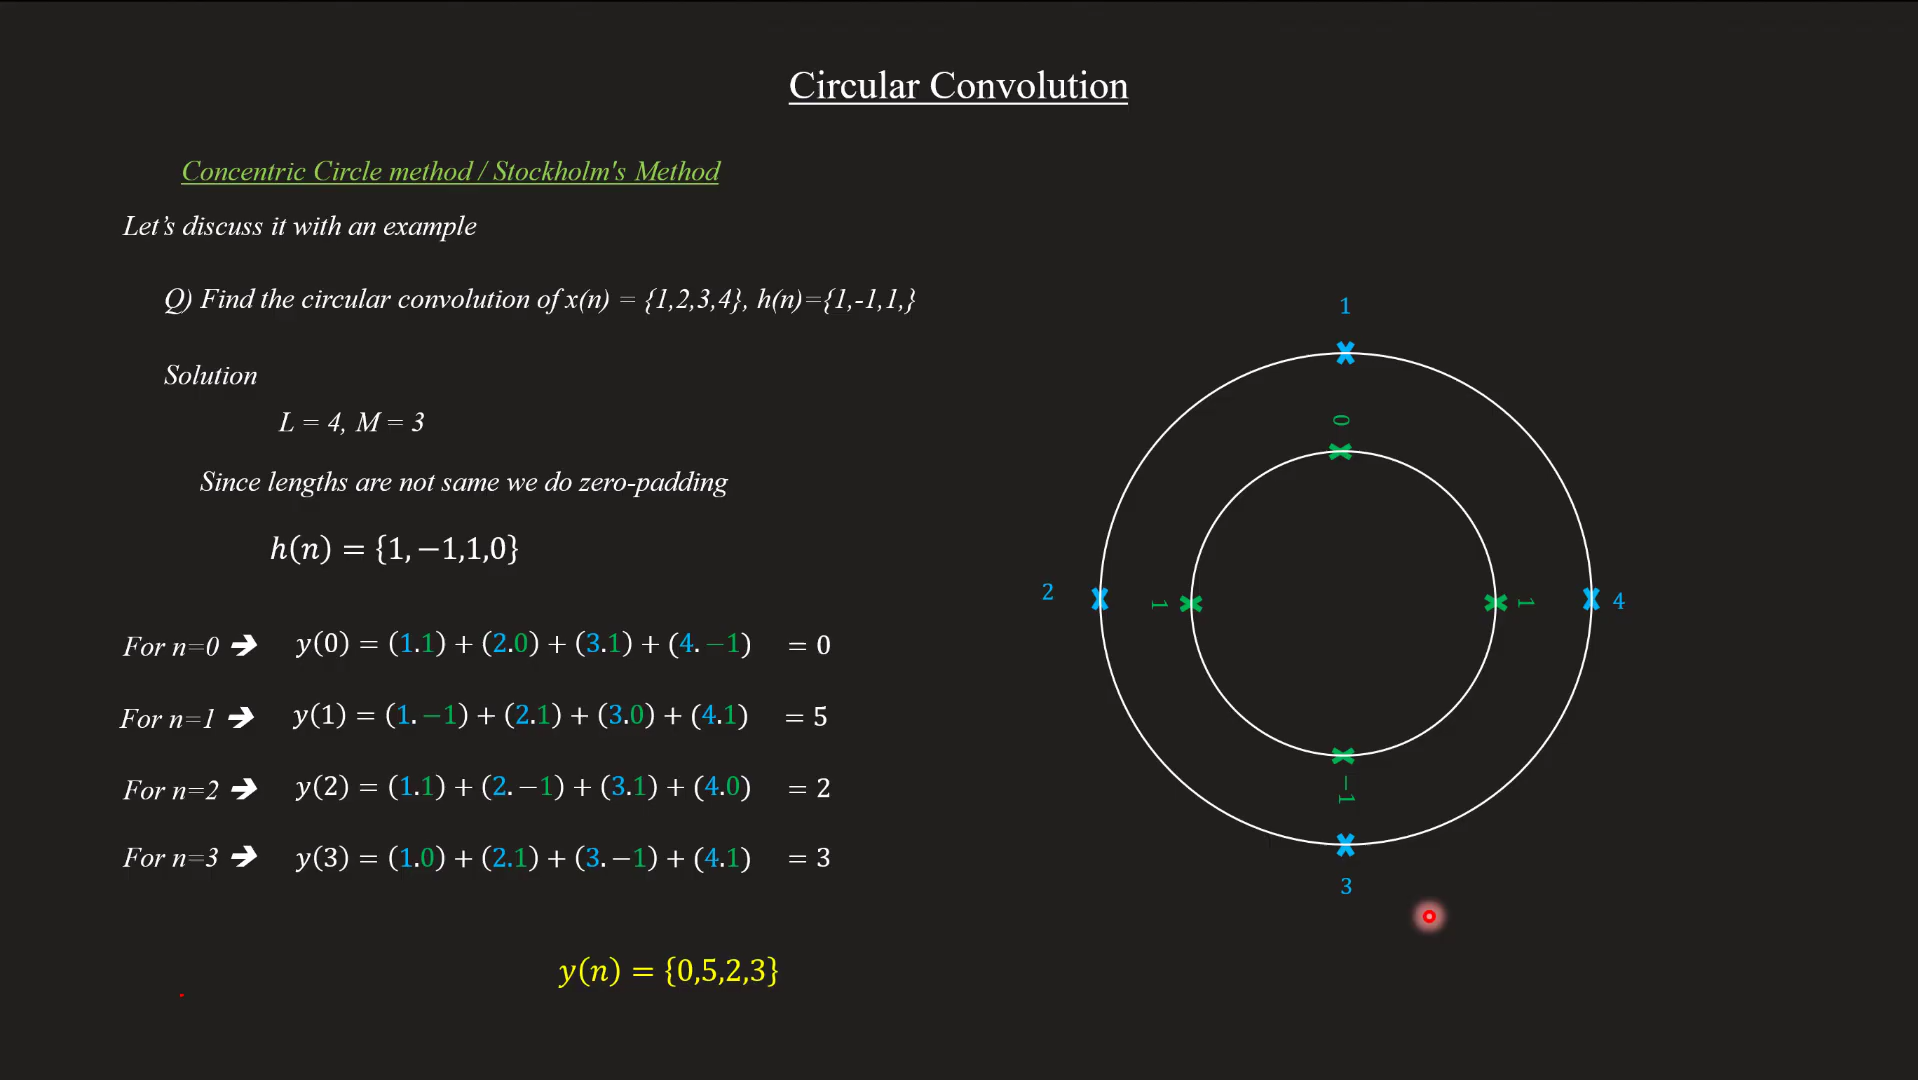 Circular Convolution
Concentric Circle method / Stockholm's Method
Let’s discuss it with an example
Q) Find the circular convolution of x(n) = {1,2,3,4}, h(n)={1,-1,1,}
Solution
L = 4, M = 3
Since lengths are not same we do zero-padding
h(n) = {1, −1,1,0}
For n=0 ➔ y(0) = (1.1) + (2.0) + (3.1) + (4. −1) = 0
For n=1 ➔ y(1) = (1. −1) + (2.1) + (3.0) + (4.1) = 5
For n=2 ➔ y(2) = (1.1) + (2. −1) + (3.1) + (4.0) = 2
For n=3 ➔ y(3) = (1.0) + (2.1) + (3. −1) + (4.1) = 3
y(n) = {0,5,2,3}
1
0
2 1 1 4
−1
3